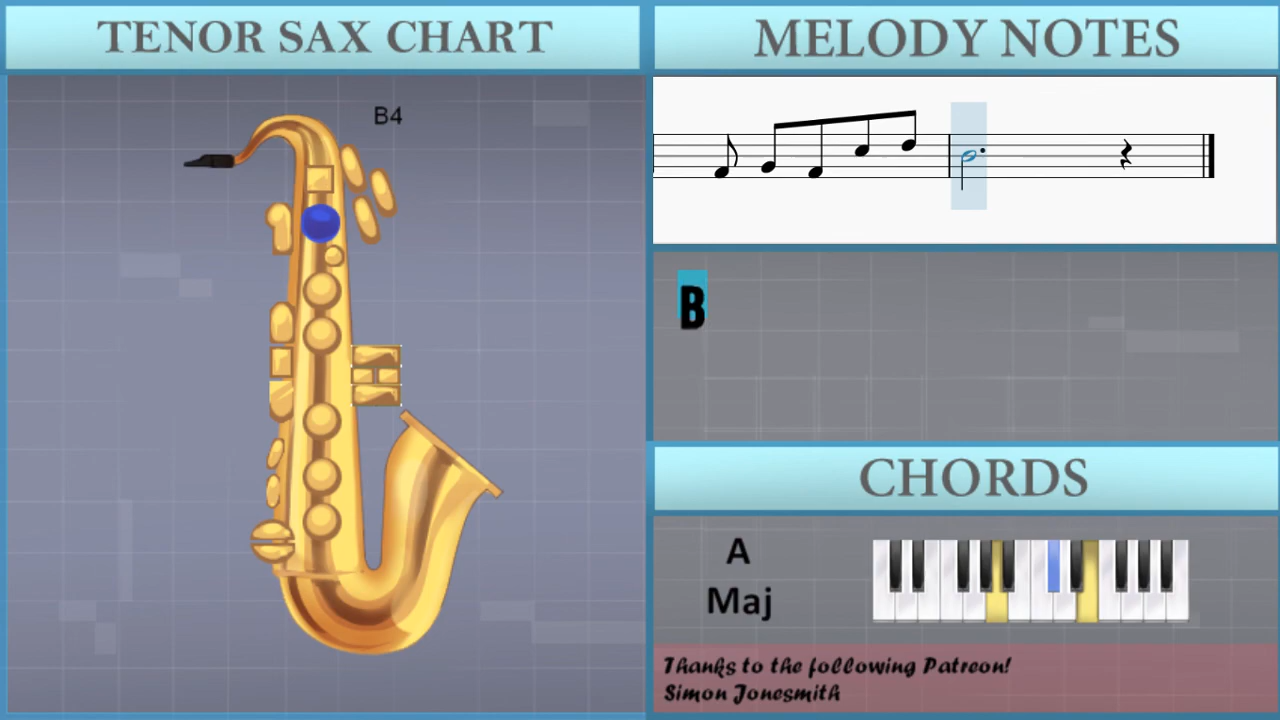 TENOR SAX CHART
B4
MELODY NOTES
B
CHORDS
A
Maj
Thanks to the following Patreon!
Simon Jonesmith